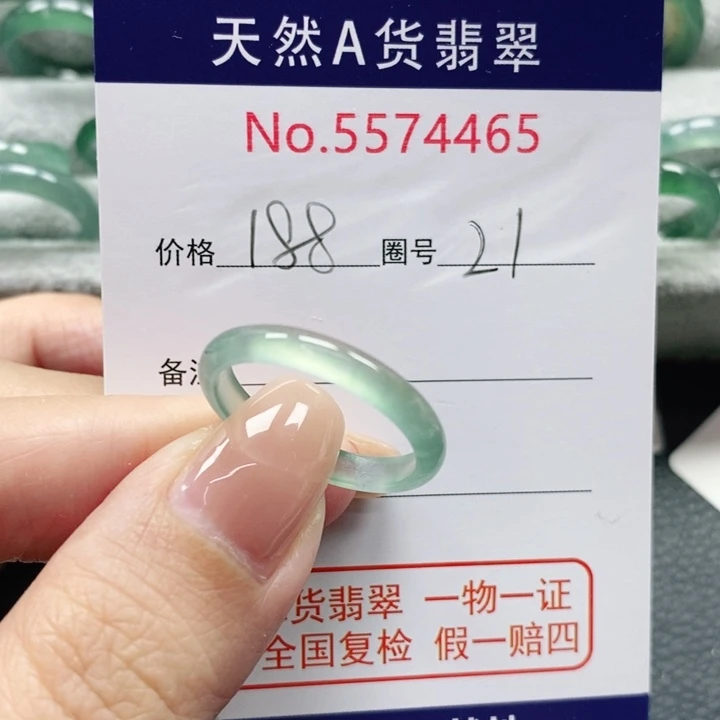 天然A货翡翠
No.5574465
价格 188 圈号 21
备注
货翡翠 一物一证
全国复检 假一赔四